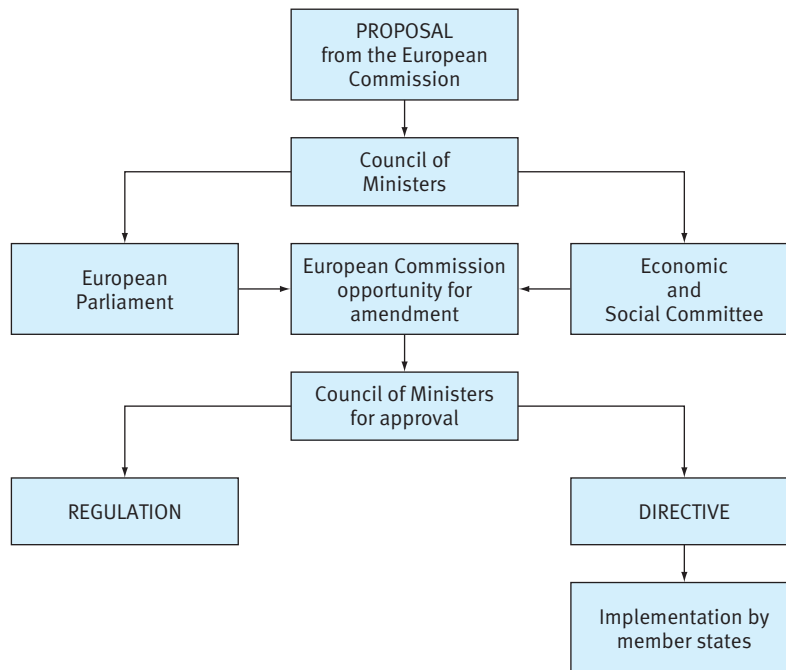 PROPOSAL
from the European
Commission
Council of
Ministers
European
Parliament
European Commission
opportunity for
amendment
Economic
and
Social Committee
Council of Ministers
for approval
REGULATION
DIRECTIVE
Implementation by
member states